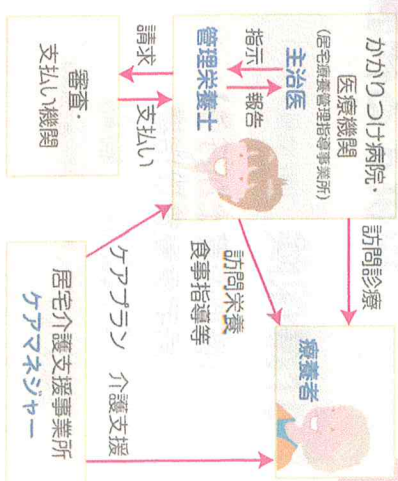 かかりつけ病院・
医療機関
(居宅療養管理指導事業所)
主治医
指示
報告
管理栄養士
請求
支払い
審査・
支払い機関
訪問診療
療養者
訪問栄養
食事指導等
ケアプラン
介護支援
居宅介護支援事業所
ケアマネジャー